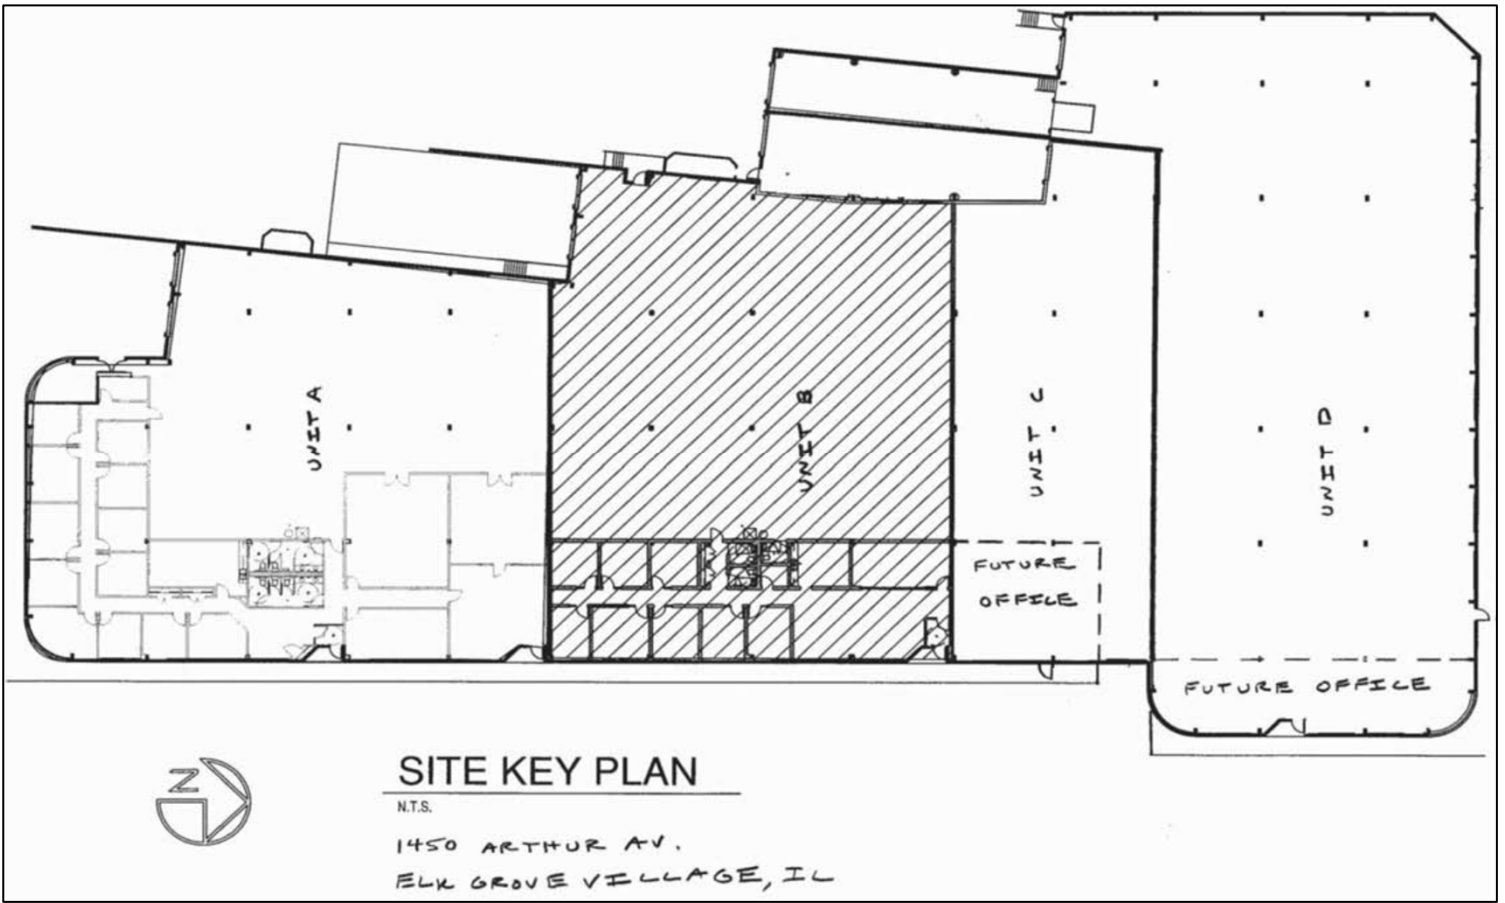 UNIT A
UNIT B
UNIT C
UNIT D
FUTURE
OFFICE
FUTURE OFFICE
N
SITE KEY PLAN
N.T.S.
1450 ARTHUR AV.
ELK GROVE VILLAGE, IL